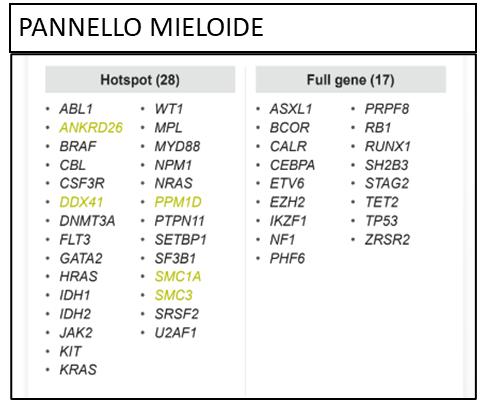 PANNELLO MIELOIDE
Hotspot (28)
• ABL1
• ANKRD26
• BRAF
• CBL
• CSF3R
• DDX41
• DNMT3A
• FLT3
• GATA2
• HRAS
• IDH1
• IDH2
• JAK2
• KIT
• KRAS
• WT1
• MPL
• MYD88
• NPM1
• NRAS
• PPM1D
• PTPN11
• SETBP1
• SF3B1
• SMC1A
• SMC3
• SRSF2
• U2AF1
Full gene (17)
• ASXL1
• BCOR
• CALR
• CEBPA
• ETV6
• EZH2
• IKZF1
• NF1
• PHF6
• PRPF8
• RB1
• RUNX1
• SH2B3
• STAG2
• TET2
• TP53
• ZRSR2